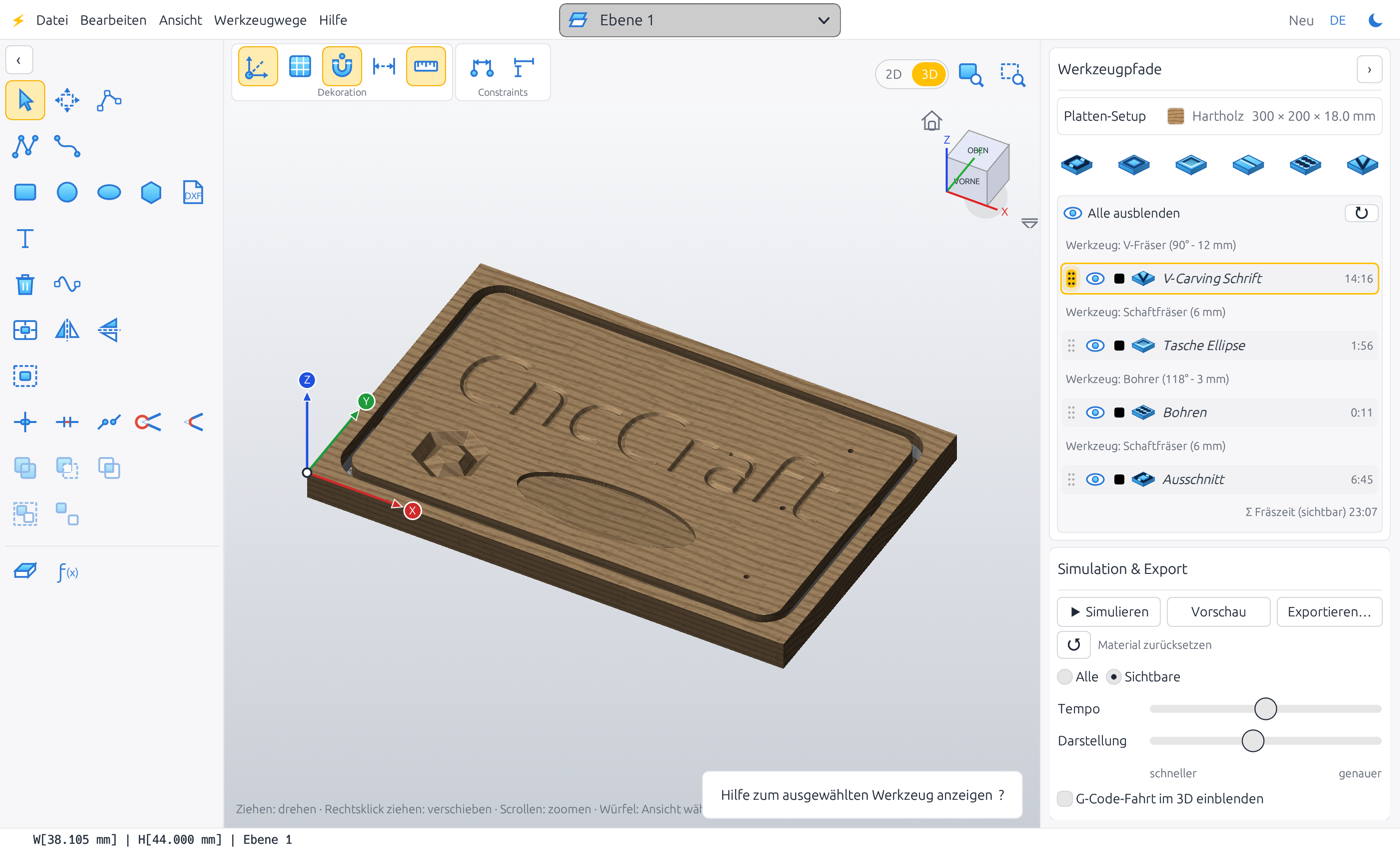 Datei Bearbeiten Ansicht Werkzeugwege Hilfe
Ebene 1
Neu DE
Dekoration
Constraints
2D 3D
DXF
T
f(x)
OBEN
VORNE
Z
X
Z
Y
X
CncCraft
Werkzeugpfade
Platten-Setup Hartholz 300 × 200 × 18.0 mm
Alle ausblenden
Werkzeug: V-Fräser (90° - 12 mm)
V-Carving Schrift 14:16
Werkzeug: Schaftfräser (6 mm)
Tasche Ellipse 1:56
Werkzeug: Bohrer (118° - 3 mm)
Bohren 0:11
Werkzeug: Schaftfräser (6 mm)
Ausschnitt 6:45
Σ Fräszeit (sichtbar) 23:07
Simulation & Export
Simulieren Vorschau Exportieren…
Material zurücksetzen
Alle Sichtbare
Tempo
Darstellung
schneller genauer
G-Code-Fahrt im 3D einblenden
Ziehen: drehen · Rechtsklick ziehen: verschieben · Scrollen: zoomen · Würfel: Ansicht wäh
Hilfe zum ausgewählten Werkzeug anzeigen ?
W[38.105 mm] | H[44.000 mm] | Ebene 1